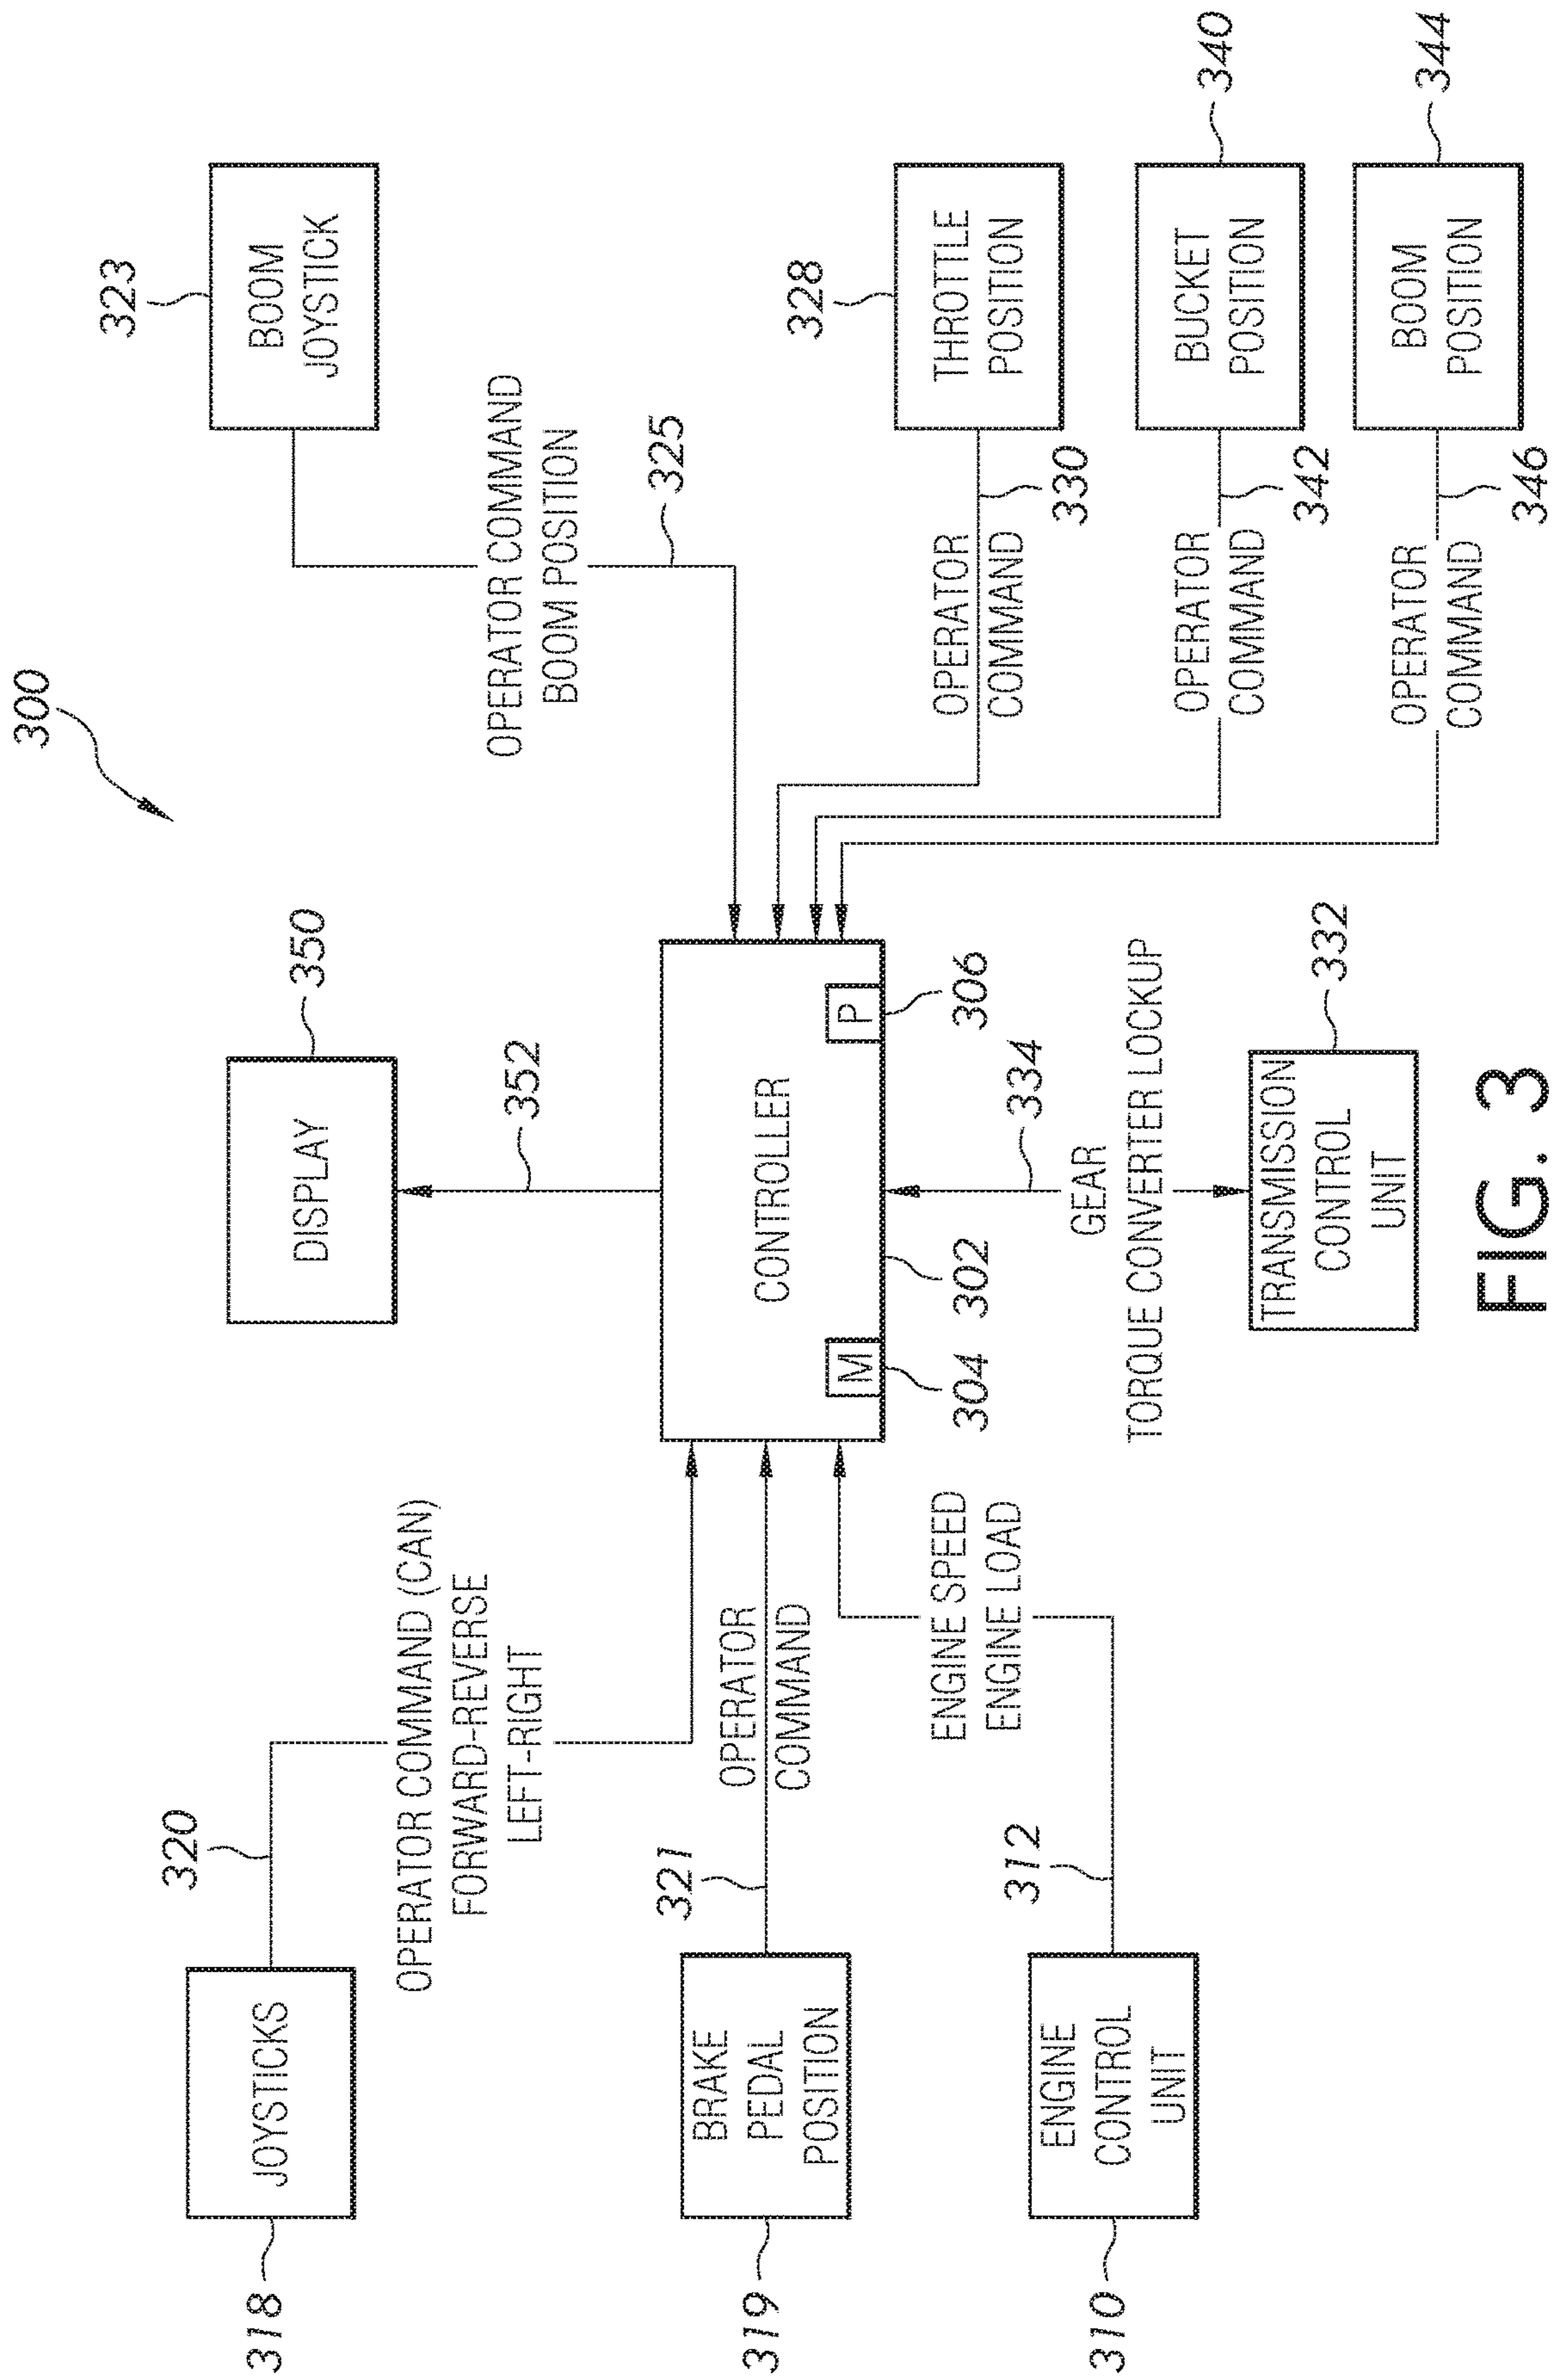 300
318
JOYSTICKS
320
OPERATOR COMMAND (CAN)
FORWARD-REVERSE
LEFT-RIGHT
DISPLAY
350
352
323
BOOM
JOYSTICK
OPERATOR COMMAND
BOOM POSITION
325
319
BRAKE
PEDAL
POSITION
321
OPERATOR
COMMAND
CONTROLLER
M
P
304
302
306
328
THROTTLE
POSITION
OPERATOR
COMMAND
330
310
ENGINE
CONTROL
UNIT
312
ENGINE SPEED
ENGINE LOAD
334
GEAR
TORQUE CONVERTER LOCKUP
BUCKET
POSITION
340
OPERATOR
COMMAND
342
TRANSMISSION
CONTROL
UNIT
332
BOOM
POSITION
344
OPERATOR
COMMAND
346
FIG. 3